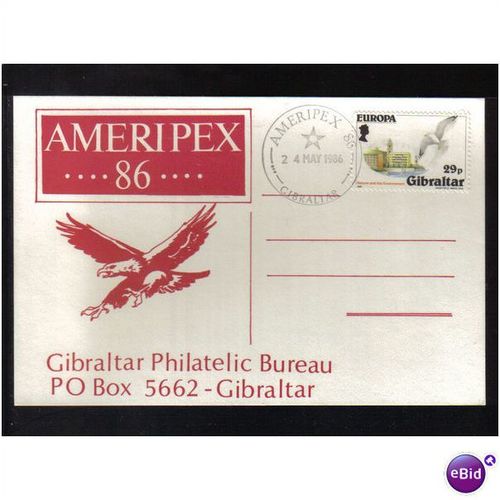 AMERIPEX
....86....
AMERIPEX 86
24 MAY 1986
GIBRALTAR
EUROPA
29p
Gibraltar
Gibraltar Philatelic Bureau
PO Box 5662-Gibraltar
eBid